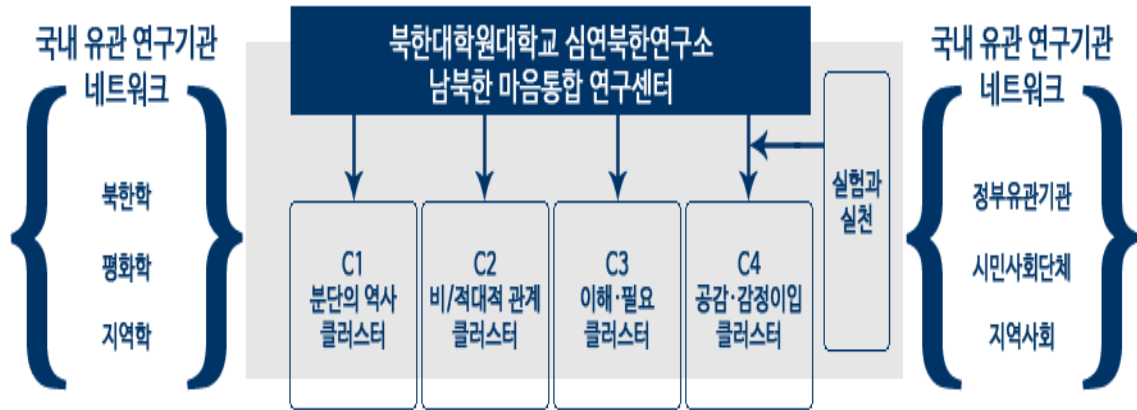 국내 유관 연구기관
네트워크
북한학
평화학
지역학
북한대학원대학교 심연북한연구소
남북한 마음통합 연구센터
C1
분단의 역사
클러스터
C2
비/적대적 관계
클러스터
C3
이해·필요
클러스터
C4
공감·감정이입
클러스터
실험과
실천
국내 유관 연구기관
네트워크
정부유관기관
시민사회단체
지역사회